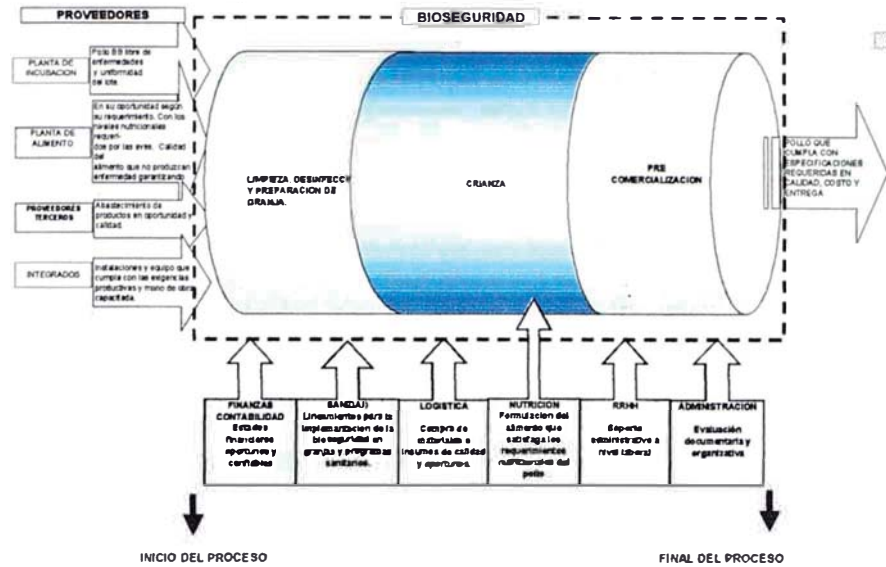 PROVEEDORES
BIOSEGURIDAD
PLANTA DE
INCUBACION
Pollo BB libre de
enfermedades
y uniformidad
del lote.
PLANTA DE
ALIMENTO
En su oportunidad según
su requerimiento. Con los
niveles nutricionales
requeri-
dos por las aves. Calidad
del
alimento que no produzcan
enfermedad garantizando
PROVEEDORES
TERCEROS
Abastecimiento de
productos en oportunidad y
calidad.
INTEGRADOS
Instalaciones y equipo que
cumpla con las exigencias
productivas y mano de obra
capacitada.
LIMPIEZA, DESINFECCI
Y PREPARACION DE
GRANJA.
CRIANZA
PRE
COMERCIALIZACION
POLLO QUE
CUMPLA CON
ESPECIFICACIONES
REQUERIDAS EN
CALIDAD, COSTO Y
ENTREGA
FINANZAS
CONTABILIDAD
Estados
financieros
oportunos y
confiables
SANIDAD
Lineamientos para la
implementacion de la
bioseguridad en
granjas y programas
sanitarios.
LOGISTICA
Compra de
materiales e
insumos de calidad
y oportunos.
NUTRICION
Formulacion del
alimento que
satisfaga los
requerimientos
nutricionales del
pollo
RRHH
Soporte
administrativo a
nivel laboral
ADMINISTRACION
Evaluación
documentaria y
organizativa
INICIO DEL PROCESO
FINAL DEL PROCESO